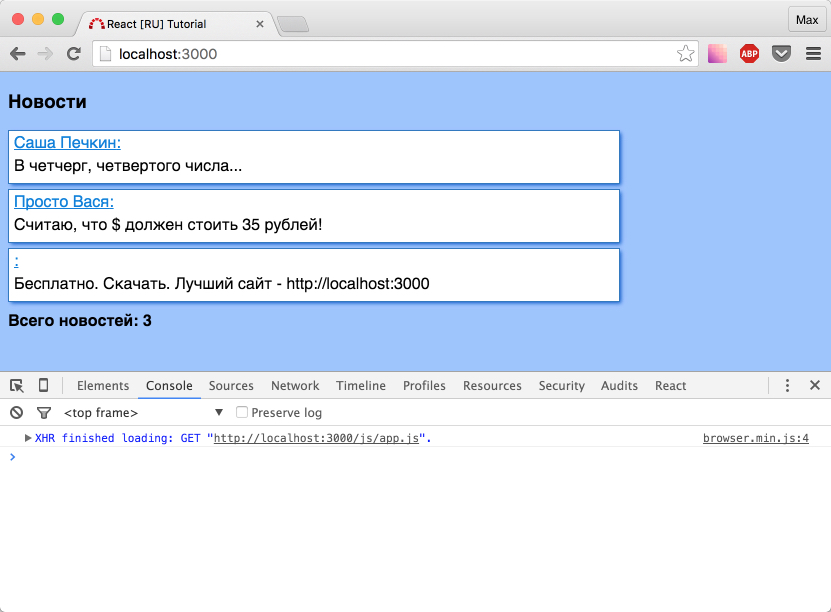 React [RU] Tutorial
Max
localhost:3000
ABP
Новости
Саша Печкин:
В четчерг, четвертого числа...
Просто Вася:
Считаю, что $ должен стоить 35 рублей!
:
Бесплатно. Скачать. Лучший сайт - http://localhost:3000
Всего новостей: 3
Elements Console Sources Network Timeline Profiles Resources Security Audits React
<top frame> Preserve log
XHR finished loading: GET "http://localhost:3000/js/app.js". browser.min.js:4